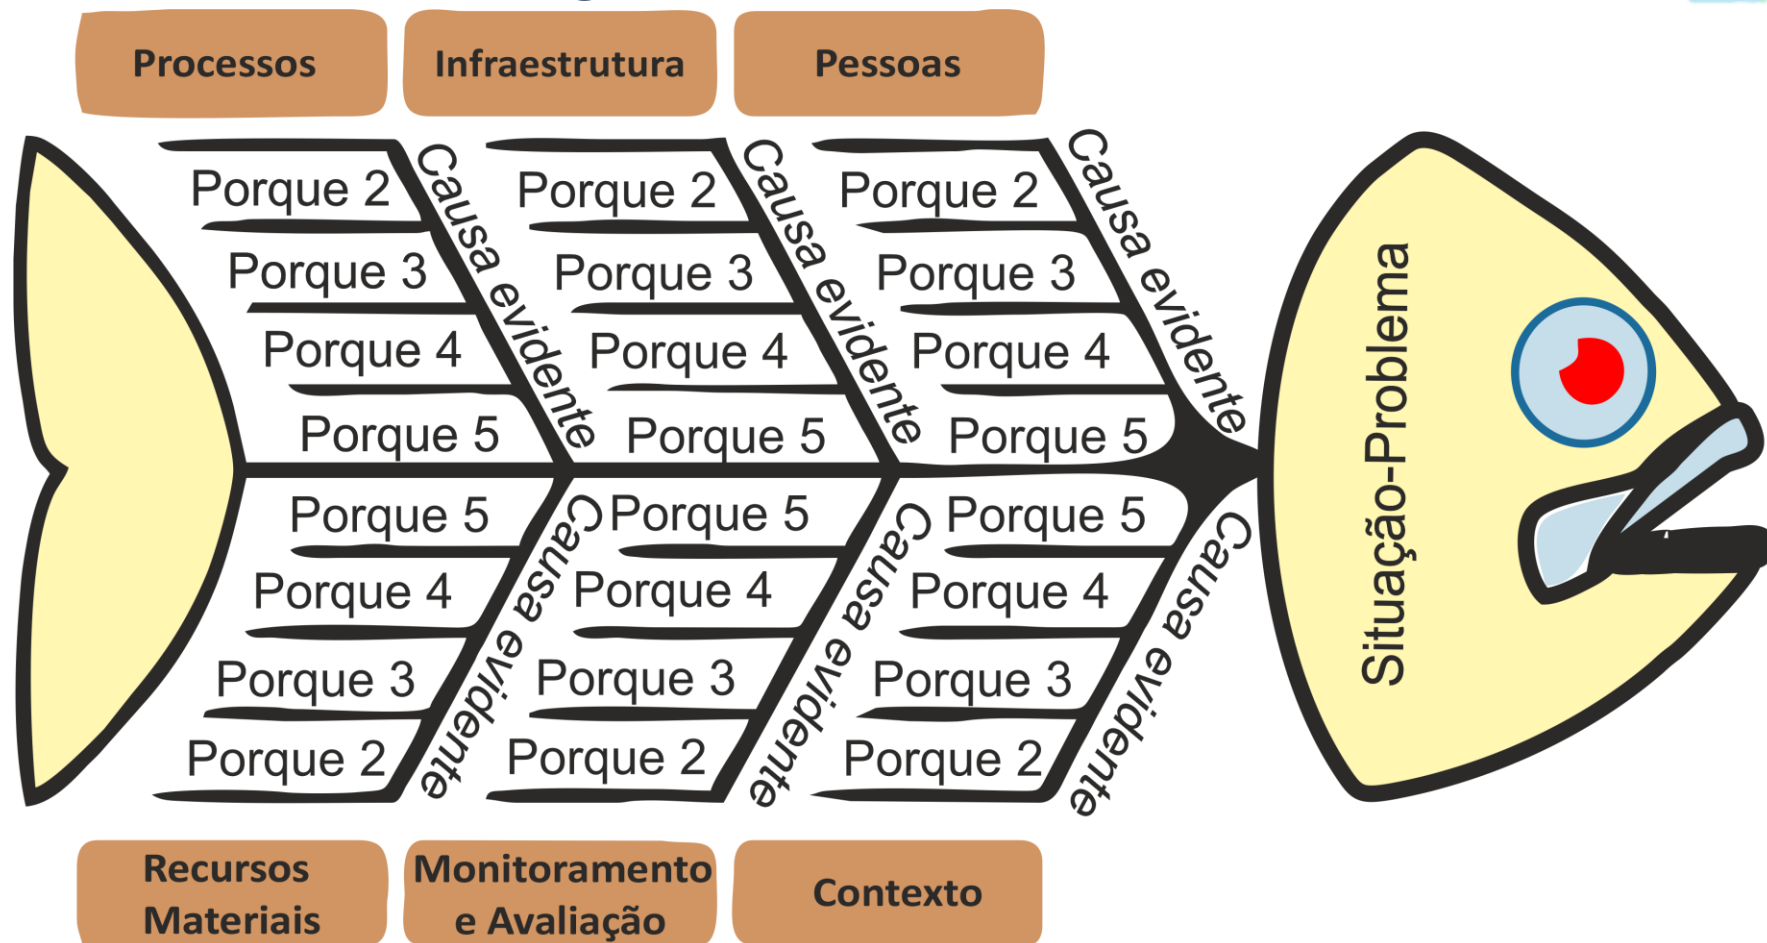 Processos
Infraestrutura
Pessoas
Porque 2
Porque 3
Porque 4
Porque 5
Causa evidente
Porque 2
Porque 3
Porque 4
Porque 5
Causa evidente
Porque 2
Porque 3
Porque 4
Porque 5
Causa evidente
Situação-Problema
Porque 5
Porque 4
Porque 3
Porque 2
Causa evidente
Porque 5
Porque 4
Porque 3
Porque 2
Causa evidente
Porque 5
Porque 4
Porque 3
Porque 2
Causa evidente
Recursos
Materiais
Monitoramento
e Avaliação
Contexto